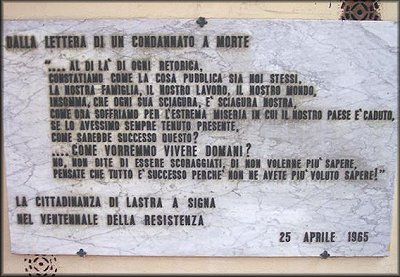 DALLA LETTERA DI UN CONDANNATO A MORTE
".... AL DI LA' DI OGNI RETORICA,
CONSTATIAMO COME LA COSA PUBBLICA SIA NOI STESSI,
LA NOSTRA FAMIGLIA, IL NOSTRO LAVORO, IL NOSTRO MONDO,
INSOMMA, CHE OGNI SUA SCIAGURA, E' SCIAGURA NOSTRA,
COME ORA SOFFRIAMO PER L'ESTREMA MISERIA IN CUI IL NOSTRO PAESE E' CADUTO,
SE LO AVESSIMO SEMPRE TENUTO PRESENTE,
COME SAREBBE SUCCESSO QUESTO?
....COME VORREMMO VIVERE DOMANI?
NO, NON DITE DI ESSERE SCORAGGIATI, DI NON VOLERNE PIU' SAPERE,
PENSATE CHE TUTTO E' SUCCESSO PERCHE' NON NE AVETE PIU' VOLUTO SAPERE!"
LA CITTADINANZA DI LASTRA A SIGNA
NEL VENTENNALE DELLA RESISTENZA
25 APRILE 1965